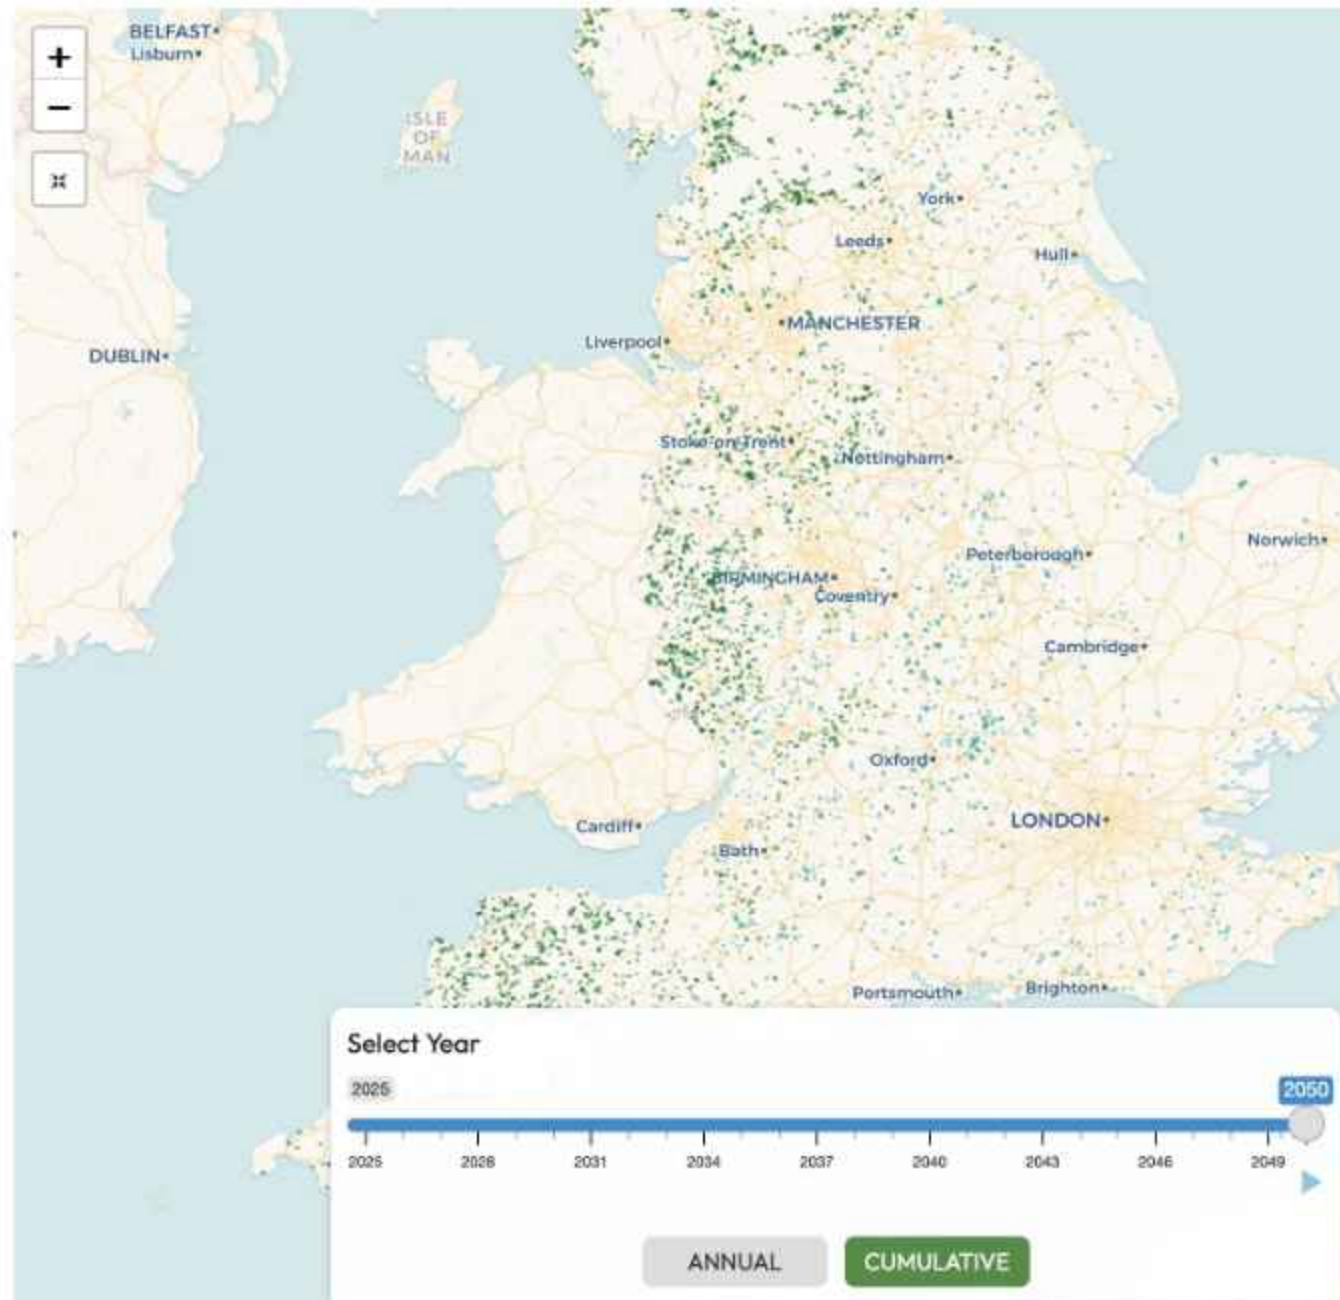 BELFAST
Lisburn
+
−
ISLE
OF
MAN
York
Leeds
Hull
MANCHESTER
Liverpool
DUBLIN
Stoke-on-Trent
Nottingham
Norwich
Peterborough
BIRMINGHAM
Coventry
Cambridge
Oxford
LONDON
Cardiff
Bath
Portsmouth
Brighton
Select Year
2025
2050
2025 2028 2031 2034 2037 2040 2043 2046 2049
ANNUAL CUMULATIVE